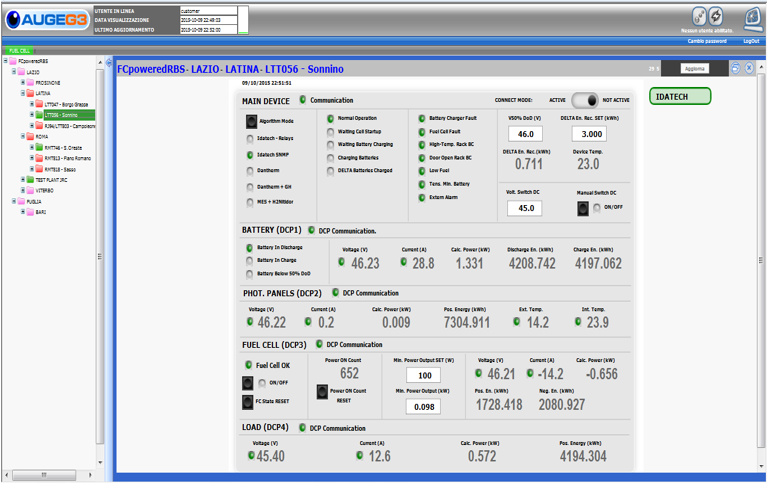 AUGEG3
UTENTE IN LINEA customer
DATA VISUALIZZAZIONE 2015-10-09 22:49:03
ULTIMO AGGIORNAMENTO 2015-10-09 22:32:00
Nessun utente abilitato.
Cambio password LogOut
FUEL CELL
FCpoweredRBS
LAZIO
FROSINONE
LATINA
LTT047 - Borgo Grappa
LTT056 - Sonnino
ROMA
RMT748 - S.Oreste
RMT813 - Piano Romano
RMT818 - Sasso
TEST PLANT JRC
VITERBO
PUGLIA
BARI
FCpoweredRBS - LAZIO - LATINA - LTT056 - Sonnino
Aggiorna
09/10/2015 22:51:51
IDATECH
MAIN DEVICE Communication CONNECT MODE: ACTIVE NOT ACTIVE
Algorithm Mode
Idatech - Relays
Idatech SNMP
Dantherm
Dantherm + GH
Normal Operation
Waiting Cell Startup
Waiting Battery Charging
Charging Batteries
DELTA Batteries Charged
Battery Charger Fault
Fuel Cell Fault
High-Temp. Rack BC
Door Open Rack BC
Low Fuel
Tens. Min. Battery
Extern Alarm
V50% DoD (V) DELTA En. Rec. SET (kWh)
46.0 3.000
DELTA En. Rec.(kWh) Device Temp.
0.711 23.0
Volt. Switch DC Manual Switch DC
45.0 ON/OFF
BATTERY (DCP1) DCP Communication.
Battery In Discharge
Battery In Charge
Battery Below 50% DoD
Voltage (V) Current (A) Calc. Power (kW) Discharge En. (kWh) Charge En. (kWh)
46.23 28.8 1.331 4208.742 4197.062
PHOT. PANELS (DCP2) DCP Communication
Voltage (V) Current (A) Calc. Power (kW) Pos. Energy (kWh) Ext. Temp. Int. Temp.
46.22 0.2 0.009 7304.911 14.2 23.9
FUEL CELL (DCP3) DCP Communication
Fuel Cell OK
ON/OFF
FC State RESET
Power ON Count
652
Power ON Count
RESET
Min. Power Output SET (W)
100
Min. Power Output (kW)
0.098
Voltage (V) Current (A) Calc. Power (kW)
46.21 -14.2 -0.656
Pos. En. (kWh) Neg. En. (kWh)
1728.418 2080.927
LOAD (DCP4) DCP Communication
Voltage (V) Current (A) Calc. Power (kW) Pos. Energy (kWh)
45.40 12.6 0.572 4194.304